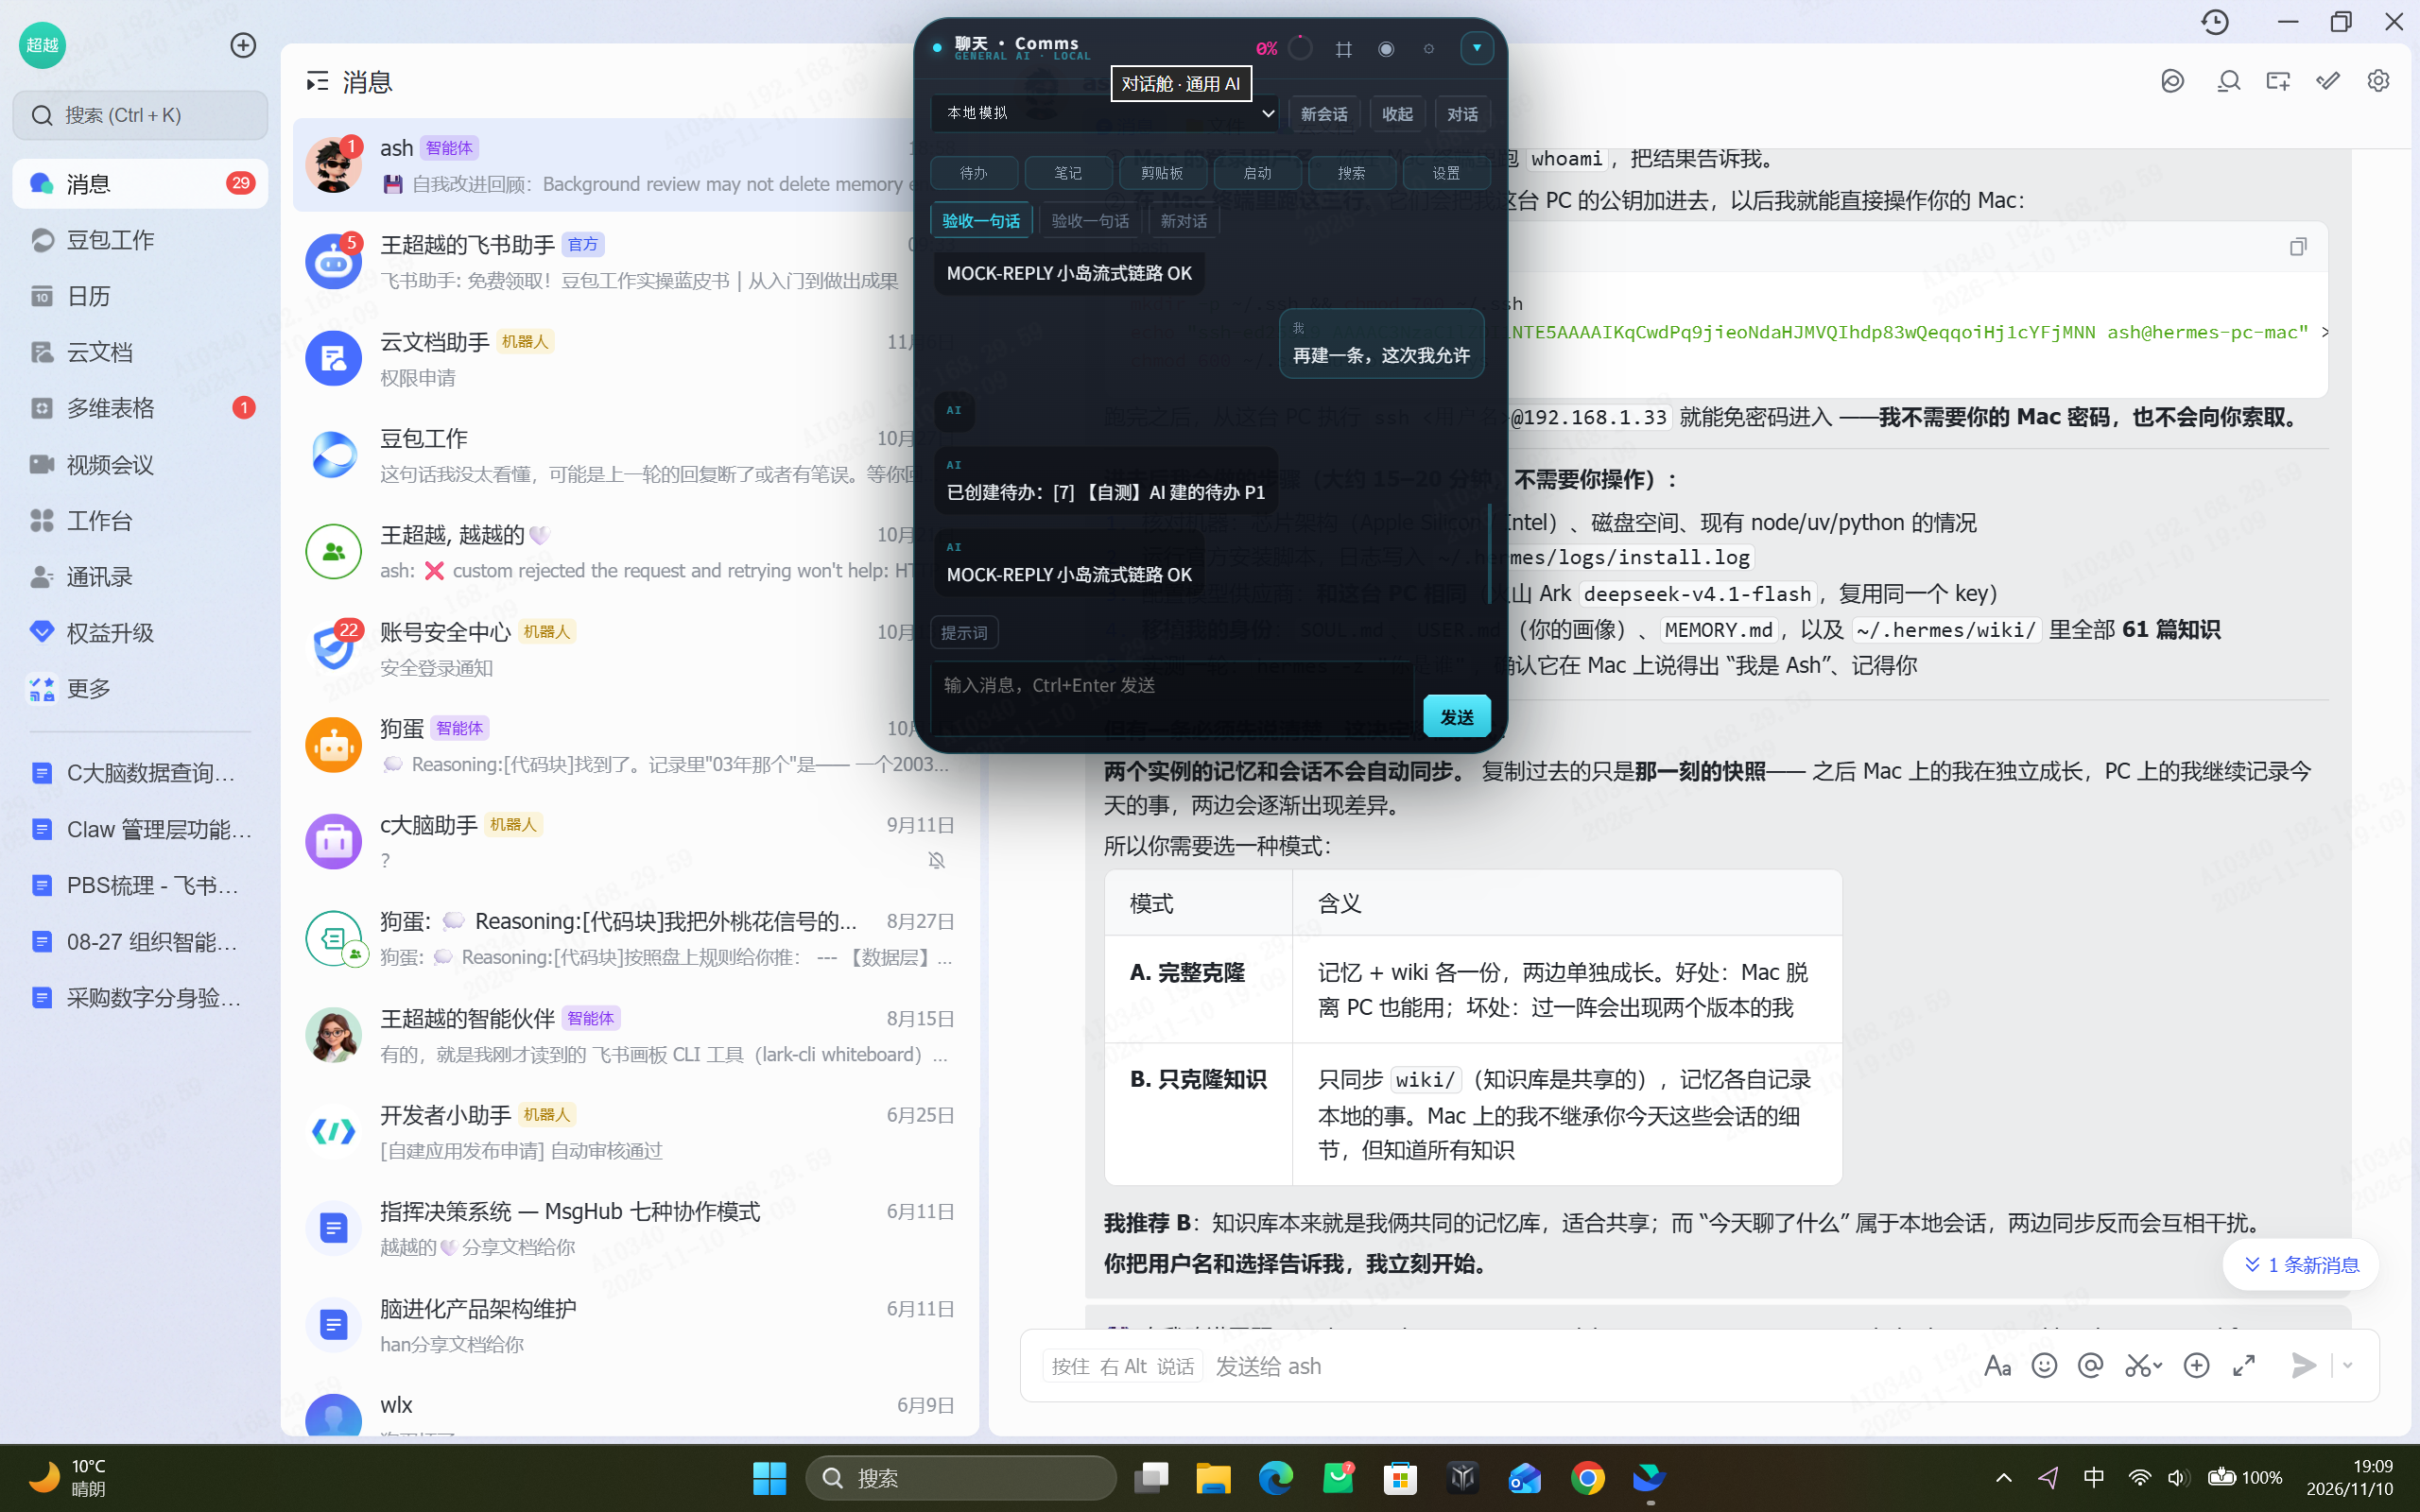 超越
搜索 (Ctrl + K)
消息
29
豆包工作
日历
10
云文档
多维表格
1
视频会议
工作台
通讯录
权益升级
更多
C大脑数据查询…
Claw 管理层功能…
PBS梳理 - 飞书…
08-27 组织智能…
采购数字分身验…
消息
1
ash 智能体
自我改进回顾：Background review may not delete memory
5
王超越的飞书助手 官方
飞书助手: 免费领取！豆包工作实操蓝皮书 | 从入门到做出成果
云文档助手 机器人
权限申请
豆包工作
这句话我没太看懂，可能是上一轮的回复断了或者有笔误。等你
王超越, 越越的
ash: ❌ custom rejected the request and retrying won't help:
22
账号安全中心 机器人
安全登录通知
狗蛋 智能体
Reasoning:[代码块]找到了。记录里"03年那个"是—— 一个2003…
c大脑助手 机器人 9月11日
?
狗蛋: Reasoning:[代码块]我把外桃花信号的… 8月27日
狗蛋: Reasoning:[代码块]按照盘上规则给你推： --- 【数据层】…
王超越的智能伙伴 智能体 8月15日
有的，就是我刚才读到的 飞书画板 CLI 工具（lark-cli whiteboard）…
开发者小助手 机器人 6月25日
[自建应用发布申请] 自动审核通过
指挥决策系统 — MsgHub 七种协作模式 6月11日
越越的分享文档给你
脑进化产品架构维护 6月11日
han分享文档给你
wlx 6月9日
聊天 · Comms
GENERAL AI · LOCAL
0%
对话舱 · 通用 AI
本地模拟
新会话 收起 对话
待办 笔记 剪贴板 启动 搜索 设置
验收一句话 验收一句话 新对话
MOCK-REPLY 小岛流式链路 OK
我
再建一条，这次我允许
AI
AI
已创建待办：[7] 【自测】AI 建的待办 P1
AI
MOCK-REPLY 小岛流式链路 OK
提示词
输入消息，Ctrl+Enter 发送
发送
whoami，把结果告诉我。
台 PC 的公钥加进去，以后我就能直接操作你的 Mac：
NTE5AAAAIKqCwdPq9jieoNdaHJMVQIhdp83wQeqqoiHj1cYFjMNN ash@hermes-pc-mac" >
@192.168.1.33 就能免密码进入 ——我不需要你的 Mac 密码，也不会向你索取。
不需要你操作）:
Intel）、磁盘空间、现有 node/uv/python 的情况
hermes/logs/install.log
山 Ark deepseek-v4.1-flash，复用同一个 key）
（你的画像）、MEMORY.md，以及 ~/.hermes/wiki/ 里全部 61 篇知识
确认它在 Mac 上说得出 “我是 Ash”、记得你
两个实例的记忆和会话不会自动同步。 复制过去的只是那一刻的快照—— 之后 Mac 上的我在独立成长，PC 上的我继续记录今
天的事，两边会逐渐出现差异。
所以你需要选一种模式：
模式 含义
A. 完整克隆 记忆 + wiki 各一份，两边单独成长。好处：Mac 脱
离 PC 也能用；坏处：过一阵会出现两个版本的我
B. 只克隆知识 只同步 wiki/（知识库是共享的），记忆各自记录
本地的事。Mac 上的我不继承你今天这些会话的细
节，但知道所有知识
我推荐 B：知识库本来就是我俩共同的记忆库，适合共享；而 “今天聊了什么” 属于本地会话，两边同步反而会互相干扰。
你把用户名和选择告诉我，我立刻开始。
1 条新消息
按住 右 Alt 说话 发送给 ash
10°C
晴朗
搜索
7
中
100%
19:09
2026/11/10